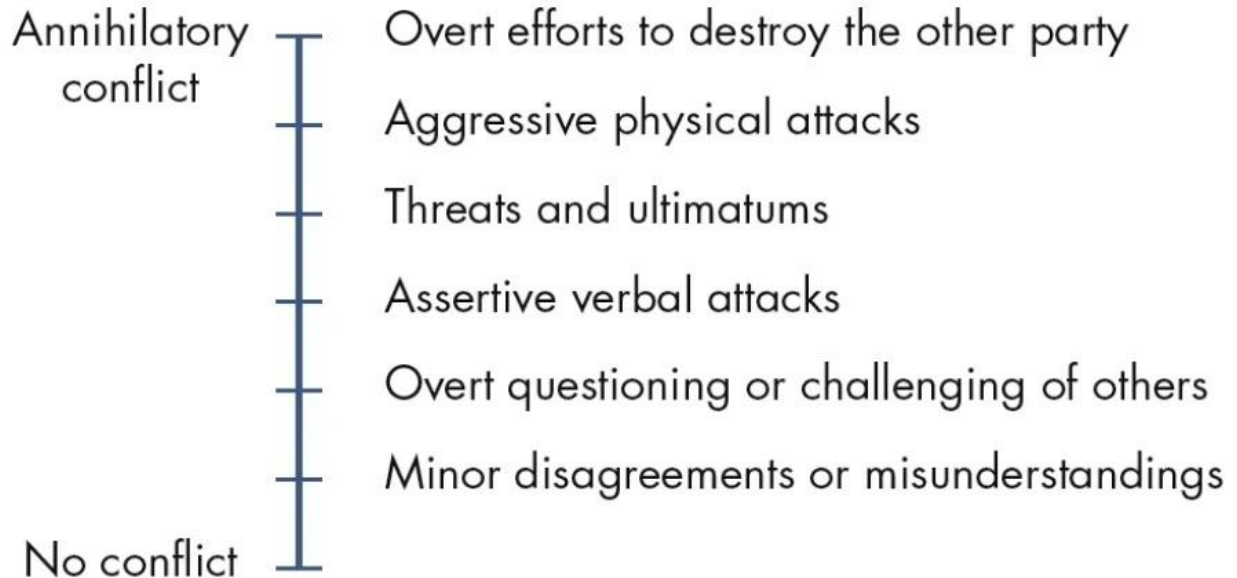 Annihilatory
conflict
Overt efforts to destroy the other party
Aggressive physical attacks
Threats and ultimatums
Assertive verbal attacks
Overt questioning or challenging of others
Minor disagreements or misunderstandings
No conflict